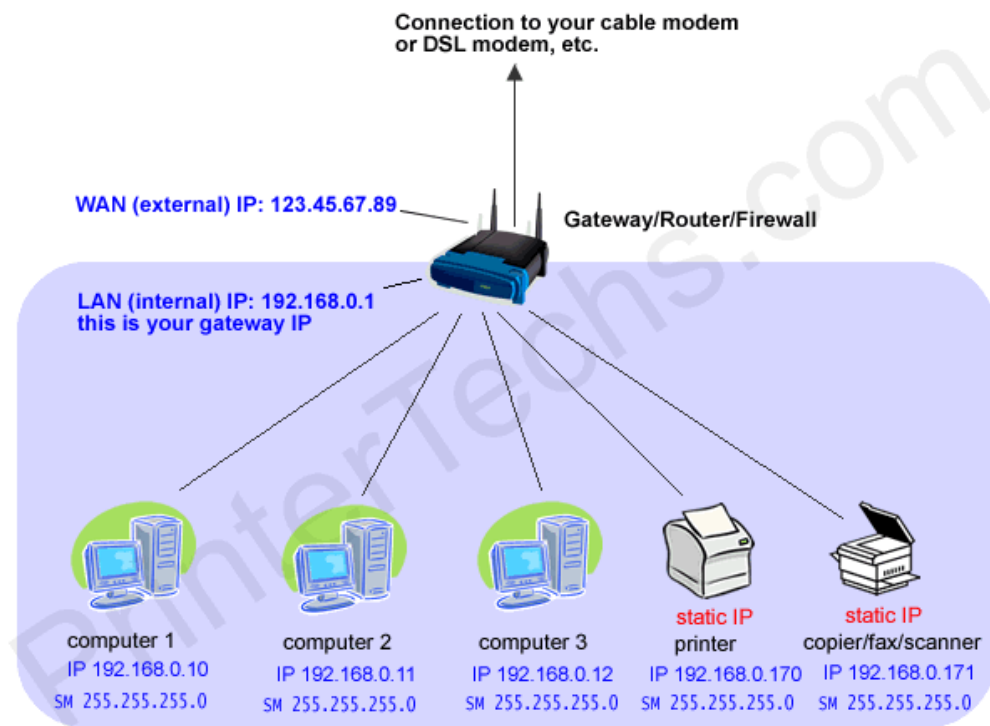 Connection to your cable modem
or DSL modem, etc.
WAN (external) IP: 123.45.67.89
Gateway/Router/Firewall
LAN (internal) IP: 192.168.0.1
this is your gateway IP
static IP
static IP
computer 1
computer 2
computer 3
printer
copier/fax/scanner
IP 192.168.0.10
IP 192.168.0.11
IP 192.168.0.12
IP 192.168.0.170
IP 192.168.0.171
SM 255.255.255.0
SM 255.255.255.0
SM 255.255.255.0
SM 255.255.255.0
SM 255.255.255.0
PrinterTechs.com